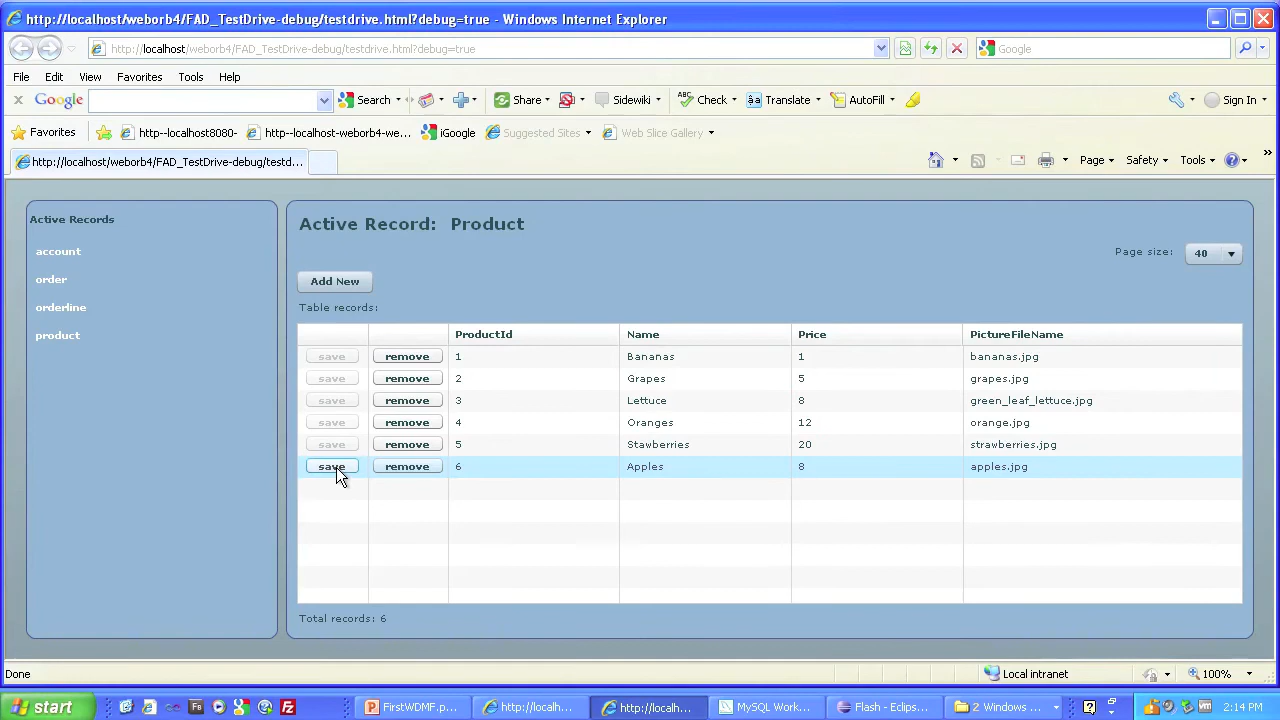 http://localhost/weborb4/FAD_TestDrive-debug/testdrive.html?debug=true - Windows Internet Explorer
http://localhost/weborb4/FAD_TestDrive-debug/testdrive.html?debug=true
Google
File Edit View Favorites Tools Help
Google Search Share Sidewiki ABC Check Translate AutoFill Sign In
Favorites http--localhost8080- http--localhost-weborb4-we... iGoogle Suggested Sites Web Slice Gallery
http://localhost/weborb4/FAD_TestDrive-debug/testd... Page Safety Tools
Active Records
account
order
orderline
product
Active Record: Product
Page size: 40
Add New
Table records:
ProductId Name Price PictureFileName
save remove 1 Bananas 1 bananas.jpg
save remove 2 Grapes 5 grapes.jpg
save remove 3 Lettuce 8 green_leaf_lettuce.jpg
save remove 4 Oranges 12 orange.jpg
save remove 5 Stawberries 20 strawberries.jpg
save remove 6 Apples 8 apples.jpg
Total records: 6
Done Local intranet 100%
start FirstWDMF.p... http://localho... http://localh... MySQL Work... Flash - Eclips... 2 Windows ... 2:14 PM